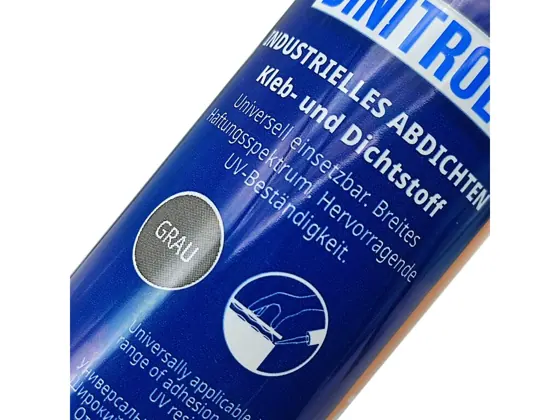 DINITROL
INDUSTRIELLES ABDICHTEN
Kleb- und Dichtstoff
Universell einsetzbar. Breites
Haftungsspektrum. Hervorragende
UV-Beständigkeit.
GRAU
Universally applicable.
range of adhesion
UV res
универсаль
Широкий